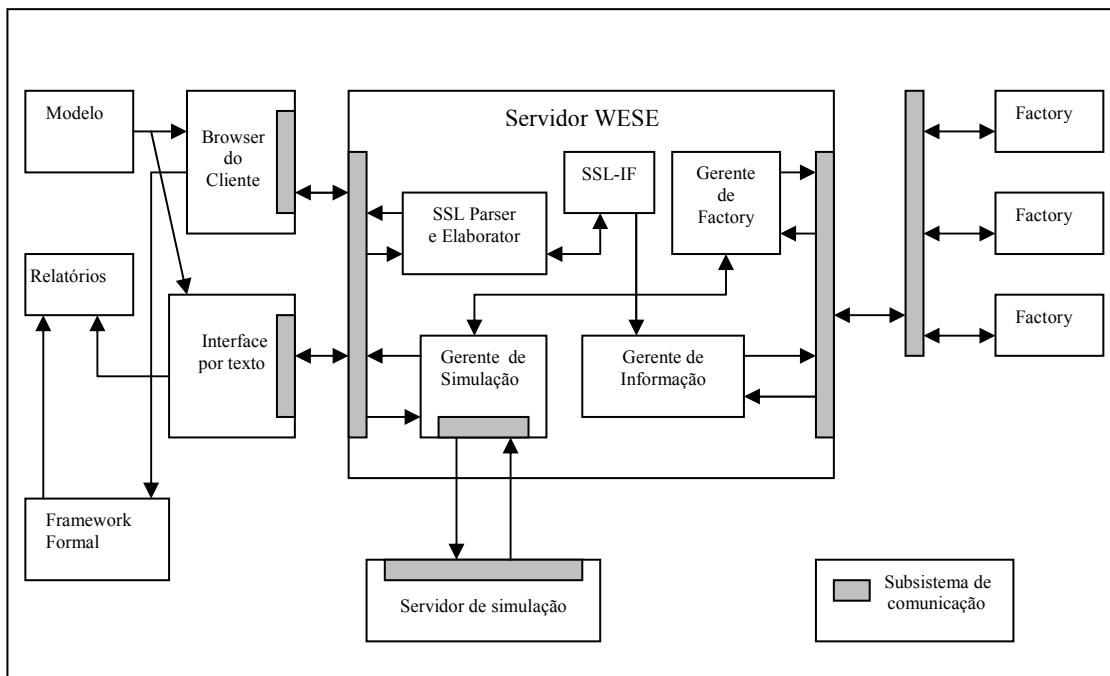 Modelo
Browser
do
Cliente
Servidor WESE
SSL Parser
e Elaborator
SSL-IF
Gerente
de
Factory
Factory
Factory
Factory
Relatórios
Interface
por texto
Gerente de
Simulação
Gerente de
Informação
Framework
Formal
Servidor de simulação
Subsistema de
comunicação